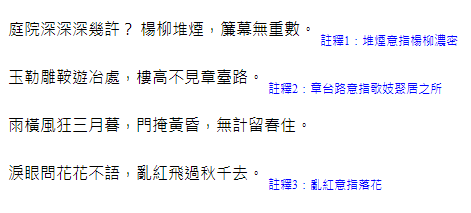 庭院深深深幾許？楊柳堆煙，簾幕無重數。 註釋1：堆煙意指楊柳濃密
玉勒雕鞍遊冶處，樓高不見章臺路。 註釋2：章台路意指歌妓聚居之所
雨橫風狂三月暮，門掩黃昏，無計留春住。
淚眼問花花不語，亂紅飛過秋千去。 註釋3：亂紅意指落花